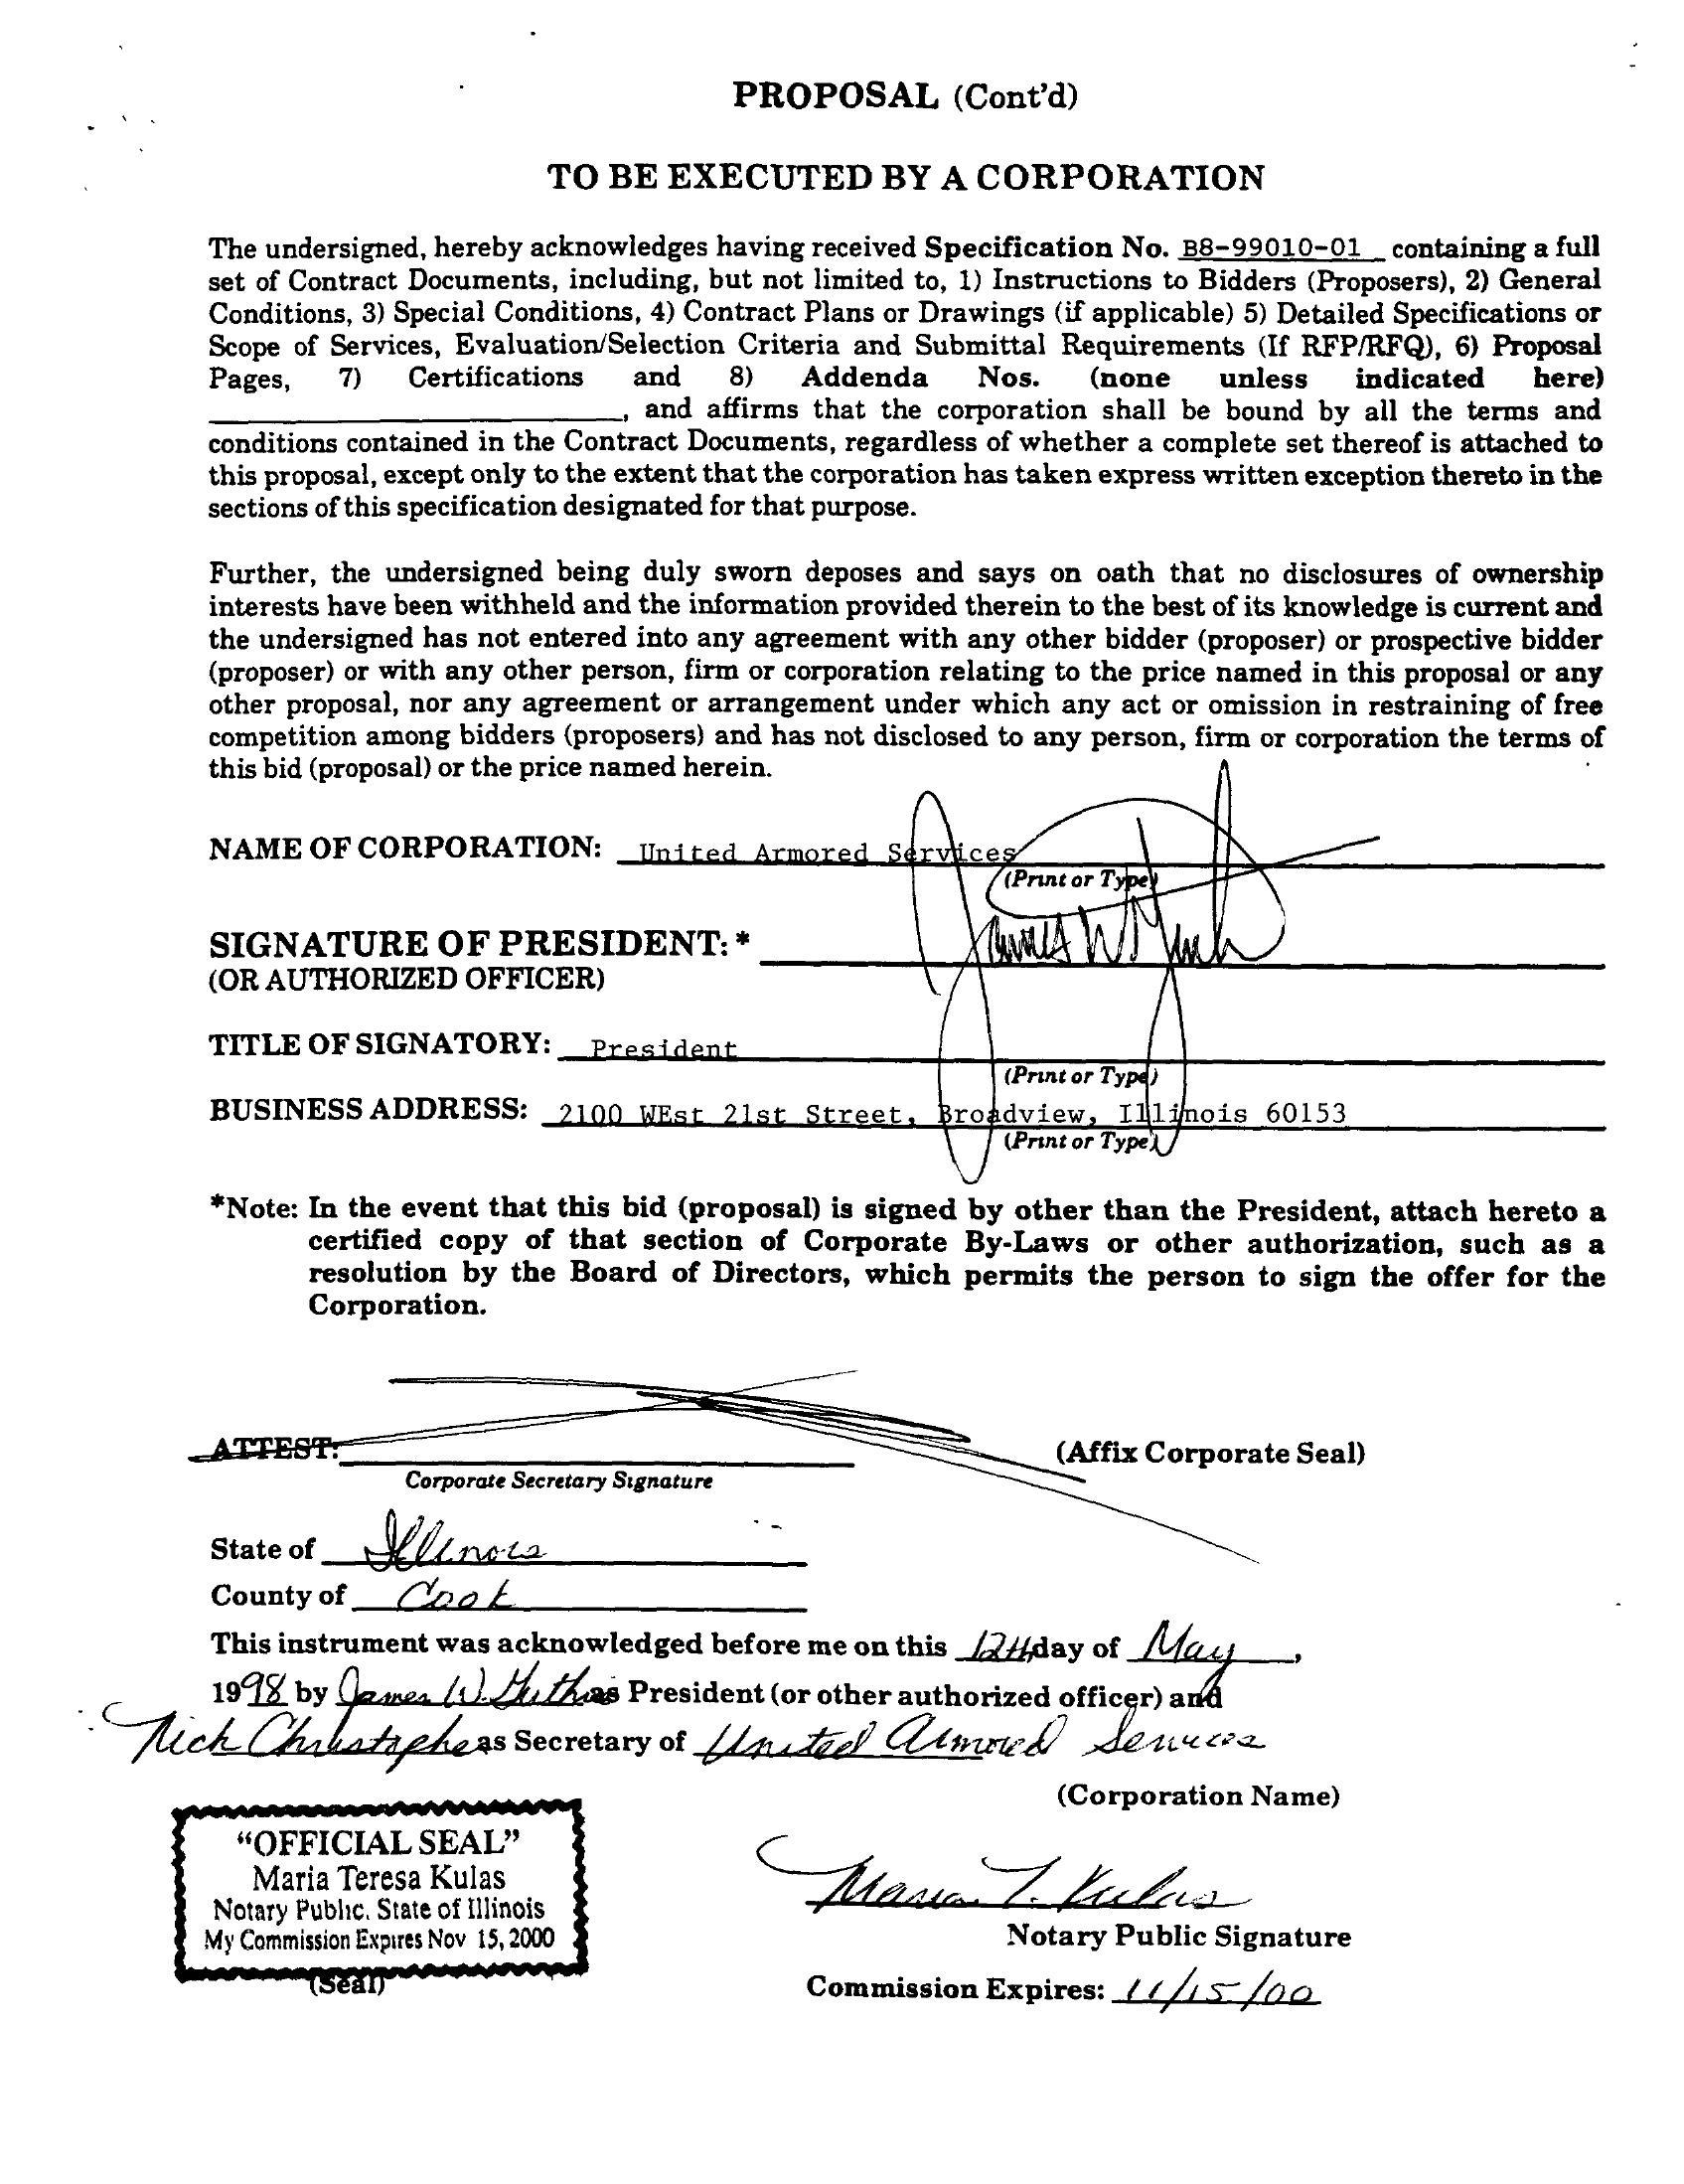 PROPOSAL (Cont'd)
TO BE EXECUTED BY A CORPORATION
The undersigned, hereby acknowledges having received Specification No. B8-99010-01 containing a full
set of Contract Documents, including, but not limited to, 1) Instructions to Bidders (Proposers), 2) General
Conditions, 3) Special Conditions, 4) Contract Plans or Drawings (if applicable) 5) Detailed Specifications or
Scope of Services, Evaluation/Selection Criteria and Submittal Requirements (If RFP/RFQ), 6) Proposal
Pages, 7) Certifications and 8) Addenda Nos. (none unless indicated here)
, and affirms that the corporation shall be bound by all the terms and
conditions contained in the Contract Documents, regardless of whether a complete set thereof is attached to
this proposal, except only to the extent that the corporation has taken express written exception thereto in the
sections of this specification designated for that purpose.
Further, the undersigned being duly sworn deposes and says on oath that no disclosures of ownership
interests have been withheld and the information provided therein to the best of its knowledge is current and
the undersigned has not entered into any agreement with any other bidder (proposer) or prospective bidder
(proposer) or with any other person, firm or corporation relating to the price named in this proposal or any
other proposal, nor any agreement or arrangement under which any act or omission in restraining of free
competition among bidders (proposers) and has not disclosed to any person, firm or corporation the terms of
this bid (proposal) or the price named herein.
NAME OF CORPORATION: United Armored Services
(Print or Type)
SIGNATURE OF PRESIDENT: * James W
(OR AUTHORIZED OFFICER)
TITLE OF SIGNATORY: President
(Print or Type)
BUSINESS ADDRESS: 2100 WEst 21st Street, Broadview, Illinois 60153
(Print or Type)
*Note: In the event that this bid (proposal) is signed by other than the President, attach hereto a
certified copy of that section of Corporate By-Laws or other authorization, such as a
resolution by the Board of Directors, which permits the person to sign the offer for the
Corporation.
ATTEST: (Affix Corporate Seal)
Corporate Secretary Signature
State of Illinois
County of Cook
This instrument was acknowledged before me on this 12th day of May ,
1998 by James W. as President (or other authorized officer) and
Nick as Secretary of United Armored Services
(Corporation Name)
"OFFICIAL SEAL"
Maria Teresa Kulas
Notary Public, State of Illinois
My Commission Expires Nov 15, 2000
(Seal)
Maria T. Kulas
Notary Public Signature
Commission Expires: 11/15/00